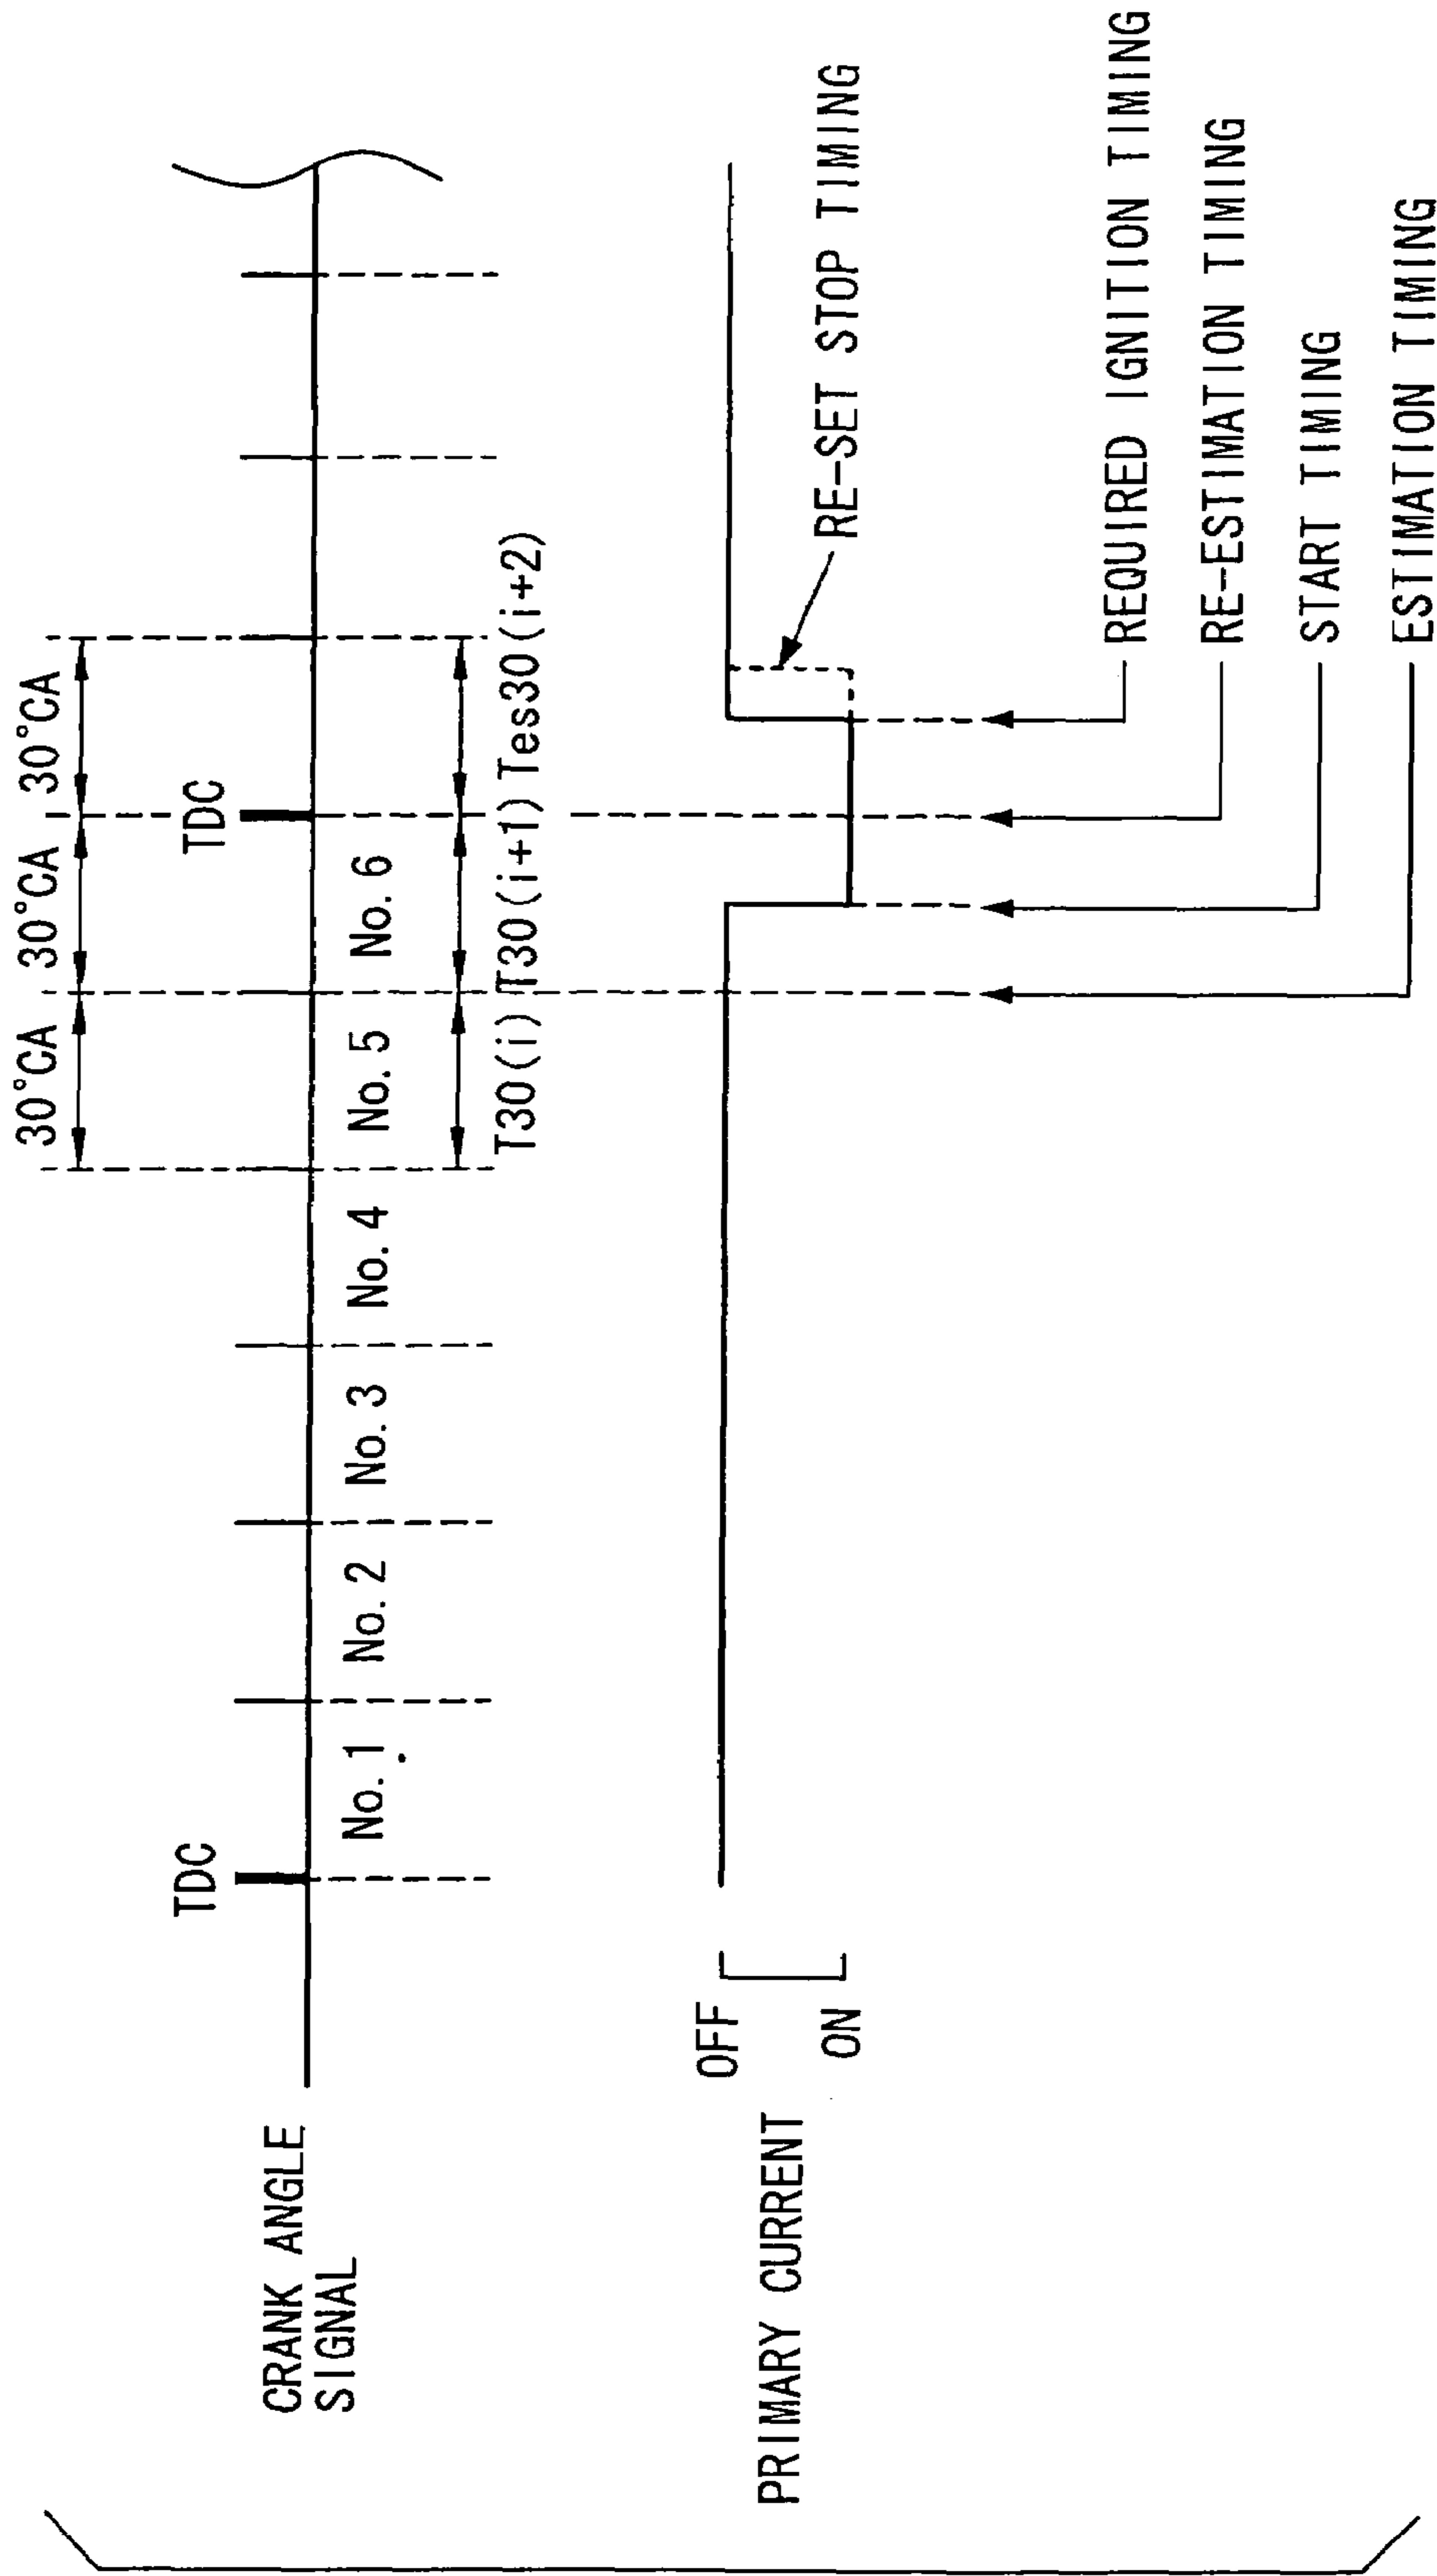 30°CA 30°CA 30°CA
TDC TDC
CRANK ANGLE
SIGNAL
No. 1 No. 2 No. 3 No. 4 No. 5 No. 6
T30(i) T30(i+1) Tes30(i+2)
OFF
PRIMARY CURRENT
ON
RE-SET STOP TIMING
REQUIRED IGNITION TIMING
RE-ESTIMATION TIMING
START TIMING
ESTIMATION TIMING